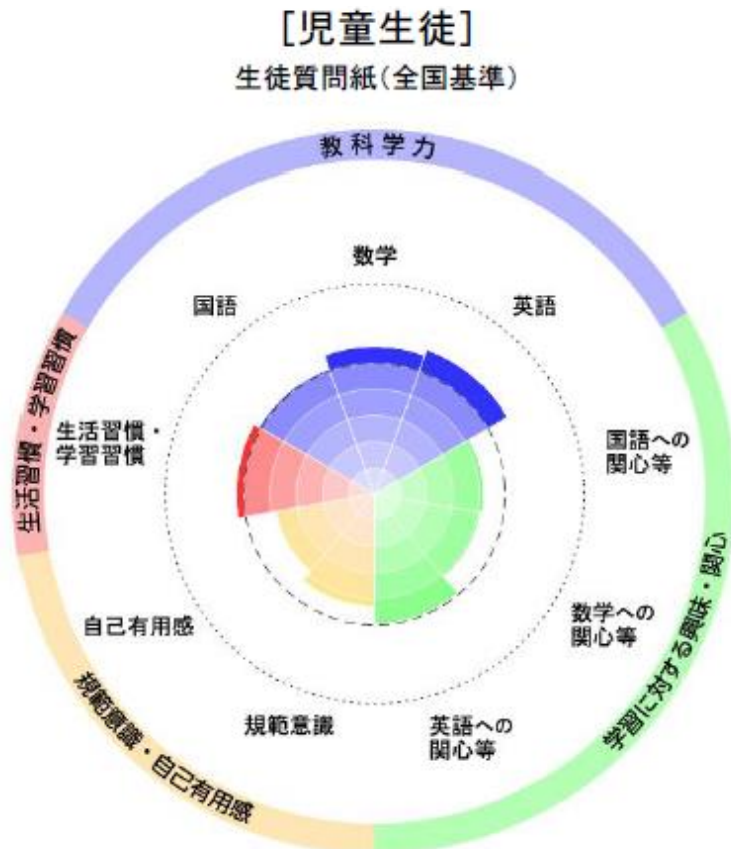 [児童生徒]
生徒質問紙(全国基準)
教科学力
数学
国語
英語
生活習慣・学習習慣
生活習慣・
学習習慣
国語への
関心等
自己有用感
数学への
関心等
学習に対する興味・関心
規範意識
英語への
関心等
規範意識・自己有用感